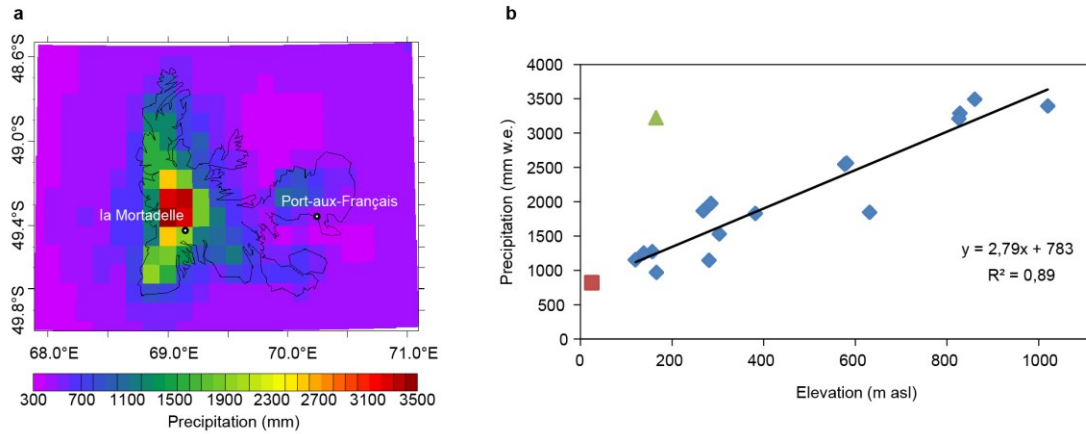 a
48.6°S
49.0°S
49.4°S
49.8°S
la Mortadelle
Port-aux-Français
68.0°E 69.0°E 70.0°E 71.0°E
300 700 1100 1500 1900 2300 2700 3100 3500
Precipitation (mm)
b
Precipitation (mm w.e.)
4000
3500
3000
2500
2000
1500
1000
500
0
y = 2,79x + 783
R² = 0,89
0 200 400 600 800 1000
Elevation (m asl)